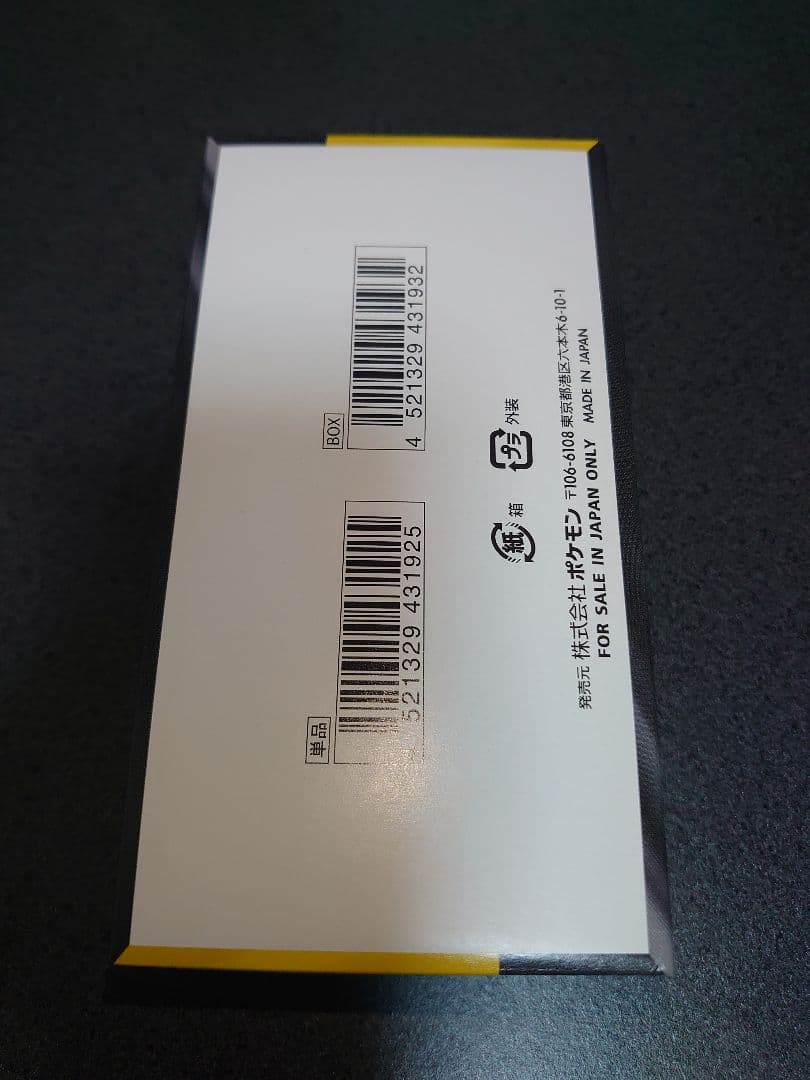 単品
4 521329 431925
BOX
4 521329 431932
紙 箱
プラ 外装
発売元 株式会社ポケモン 〒106-6108 東京都港区六本木6-10-1
FOR SALE IN JAPAN ONLY MADE IN JAPAN